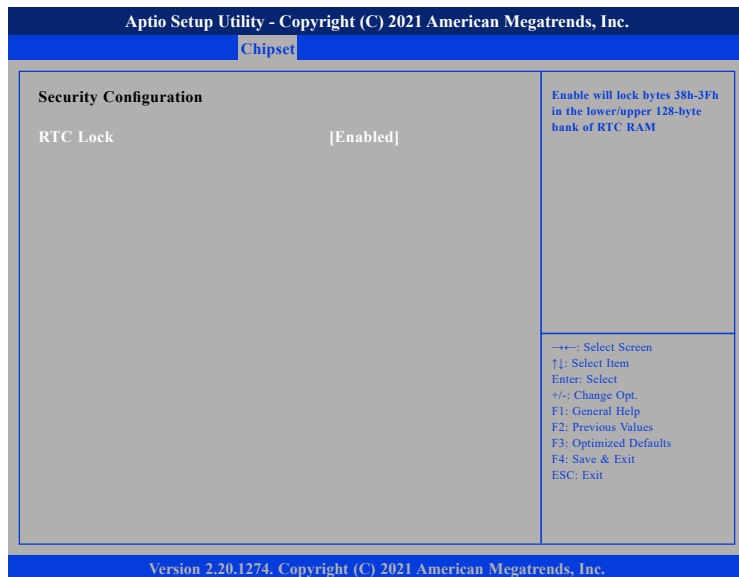 Aptio Setup Utility - Copyright (C) 2021 American Megatrends, Inc.
Chipset
Security Configuration
RTC Lock [Enabled]
Enable will lock bytes 38h-3Fh
in the lower/upper 128-byte
bank of RTC RAM
→←: Select Screen
↑↓: Select Item
Enter: Select
+/-: Change Opt.
F1: General Help
F2: Previous Values
F3: Optimized Defaults
F4: Save & Exit
ESC: Exit
Version 2.20.1274. Copyright (C) 2021 American Megatrends, Inc.